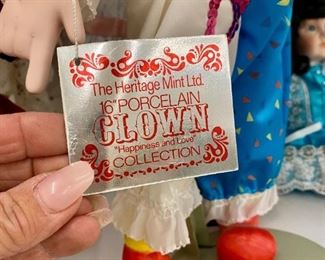 The Heritage Mint Ltd.
16" PORCELAIN
CLOWN
"Happiness and Love"
COLLECTION